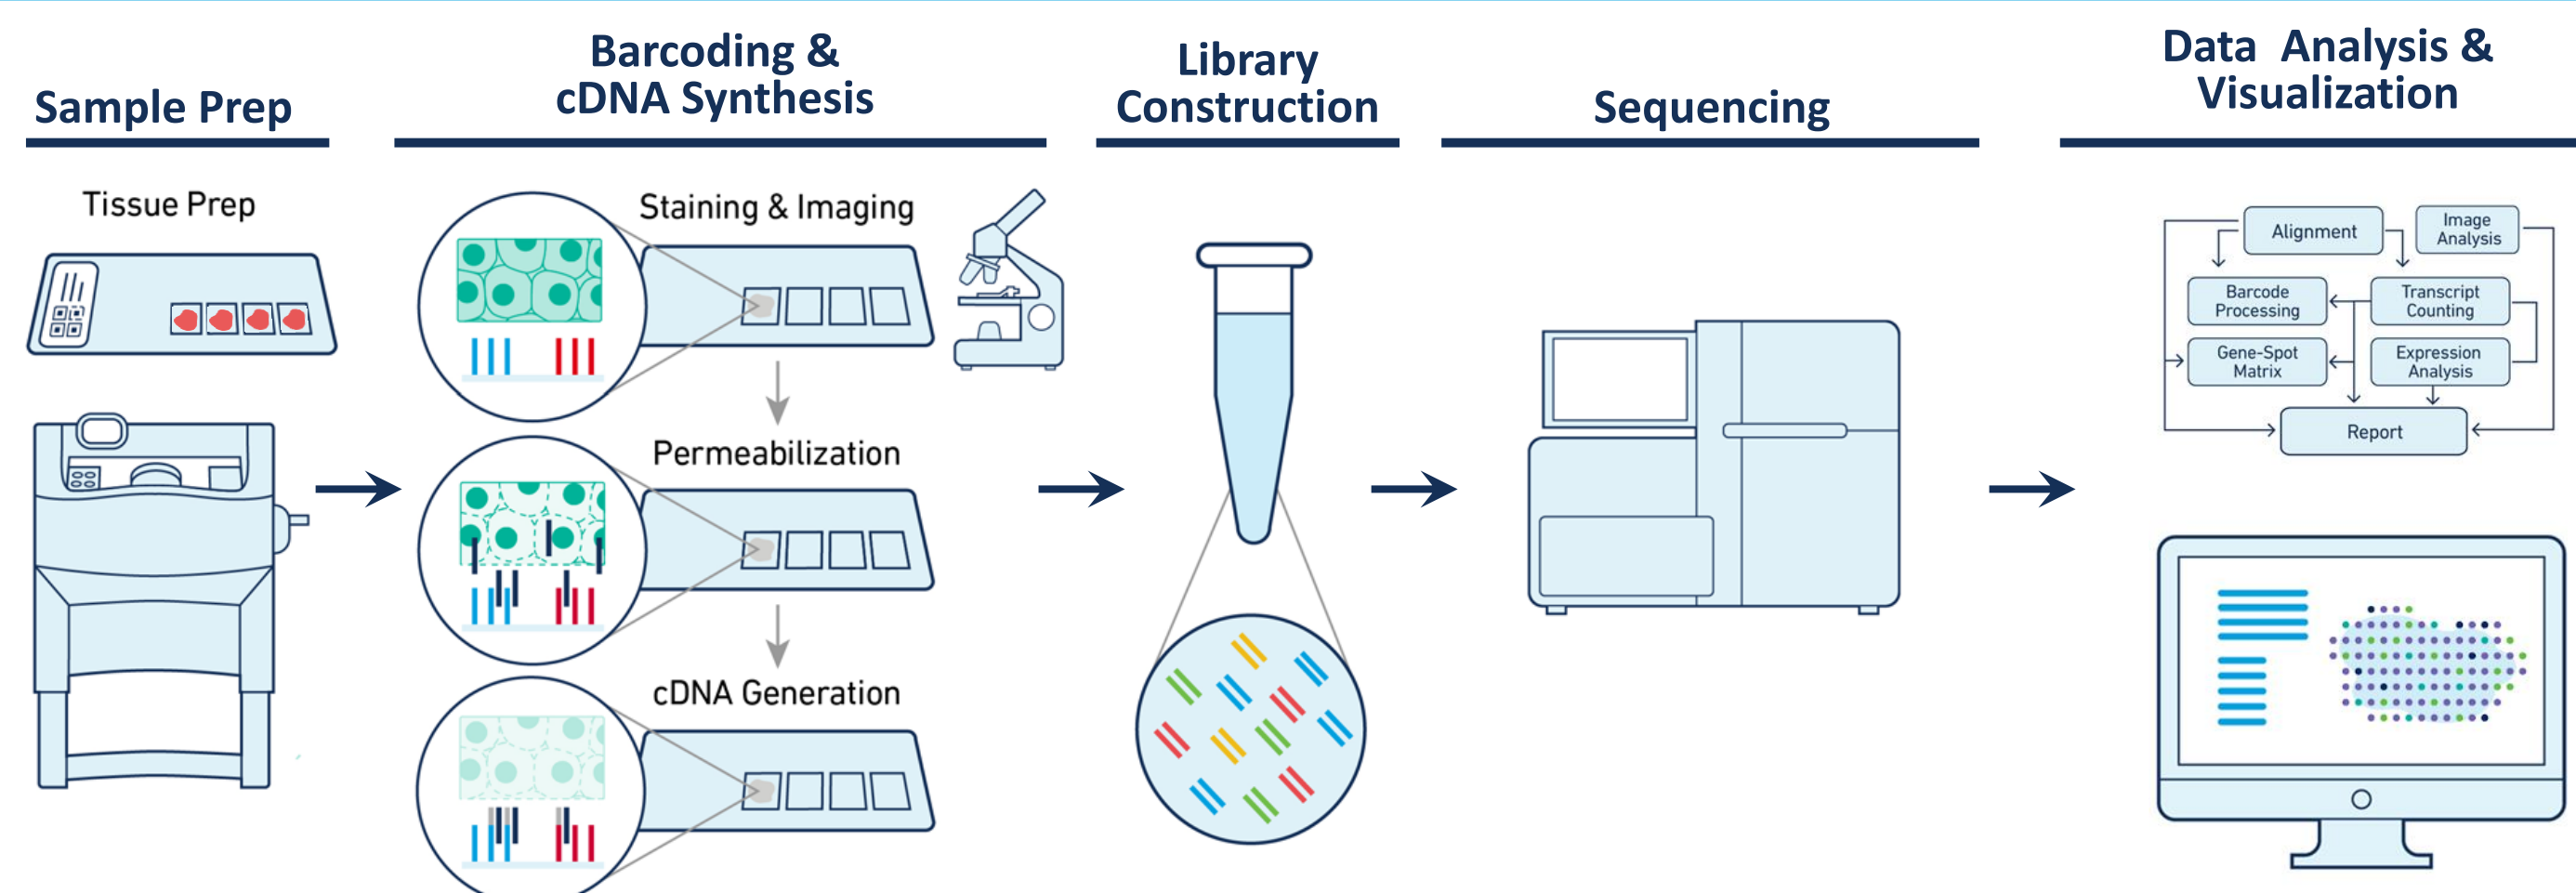 Sample Prep
Barcoding &
cDNA Synthesis
Library
Construction
Sequencing
Data Analysis &
Visualization
Tissue Prep
Staining & Imaging
Permeabilization
cDNA Generation
Alignment
Image
Analysis
Barcode
Processing
Transcript
Counting
Gene-Spot
Matrix
Expression
Analysis
Report